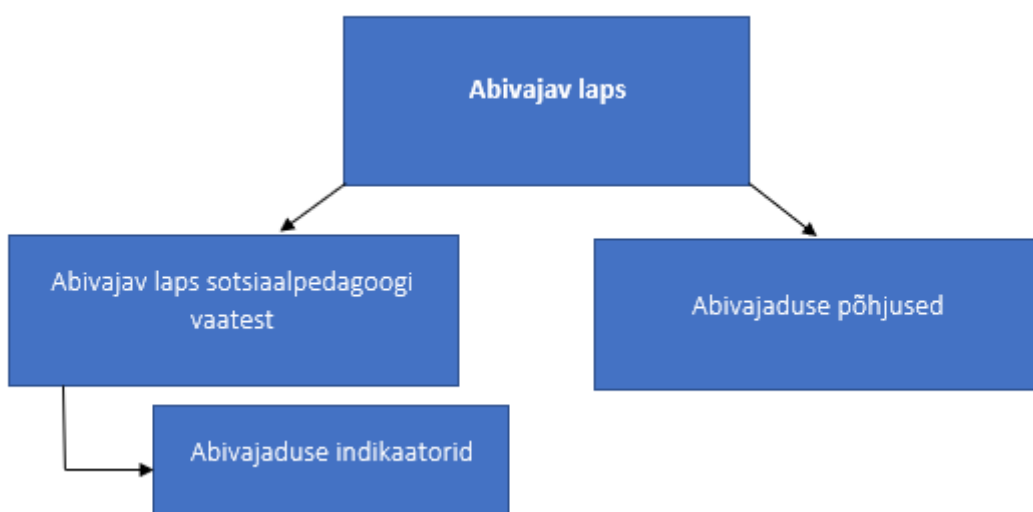 Abivajav laps
Abivajav laps sotsiaalpedagoogi
vaatest
Abivajaduse põhjused
Abivajaduse indikaatorid